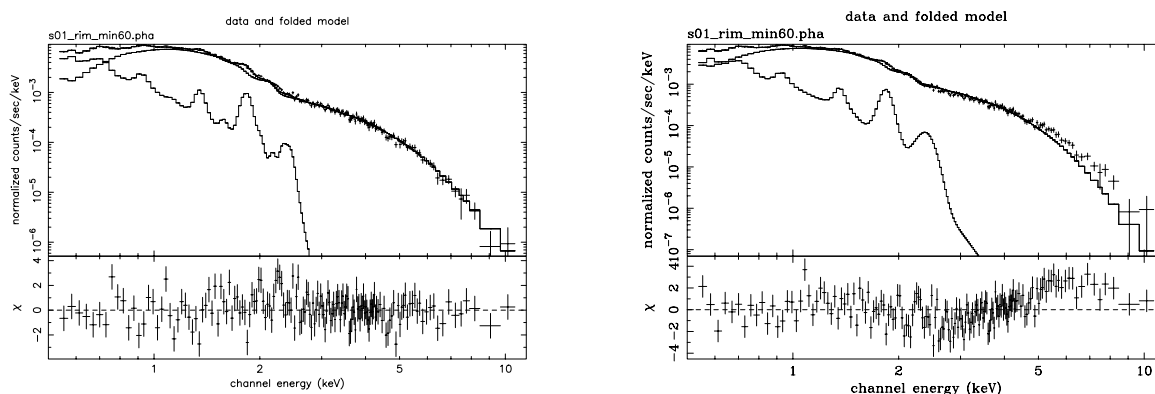 data and folded model
s01_rim_min60.pha
normalized counts/sec/keV
10−3
10−4
10−5
10−6
χ
4
2
0
−2
1
2
5
10
channel energy (keV)
data and folded model
s01_rim_min60.pha
normalized counts/sec/keV
10−3
10−4
10−5
10−6
10−7
χ
4
2
0
−2
−4
1
2
5
10
channel energy (keV)